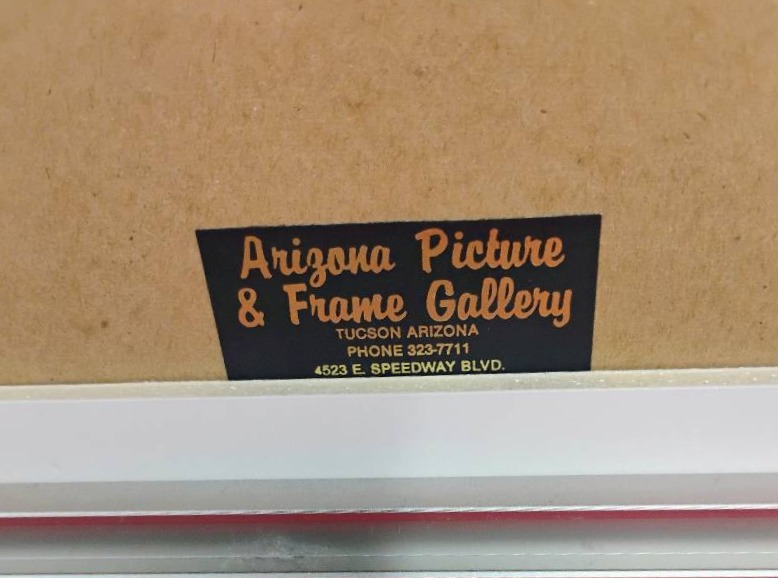 Arizona Picture
& Frame Gallery
TUCSON ARIZONA
PHONE 323-7711
4523 E. SPEEDWAY BLVD.